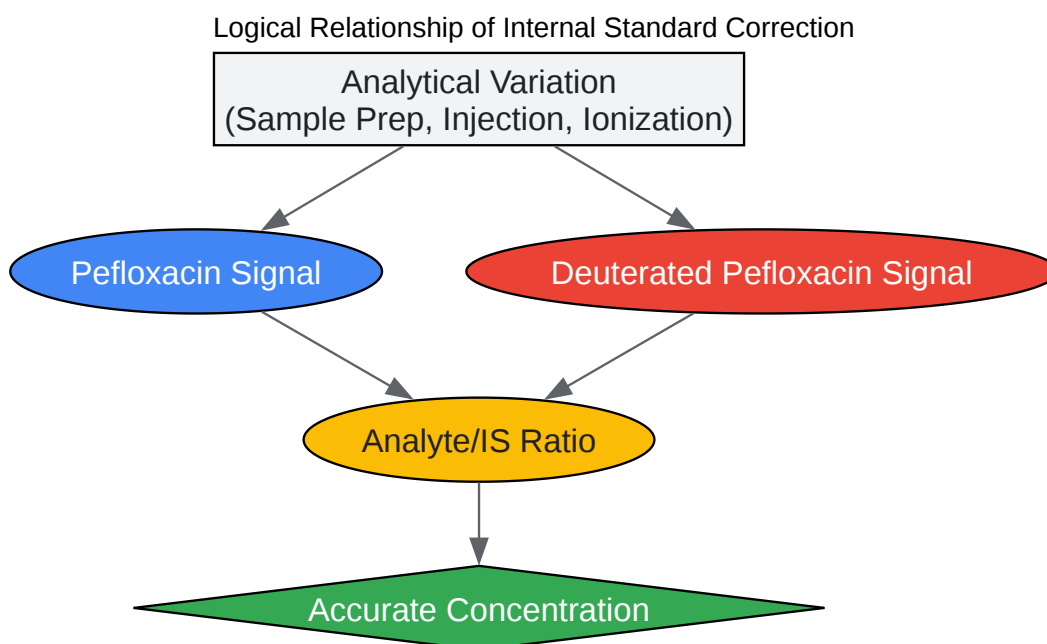 Logical Relationship of Internal Standard Correction
Analytical Variation
(Sample Prep, Injection, Ionization)
Pefloxacin Signal
Deuterated Pefloxacin Signal
Analyte/IS Ratio
Accurate Concentration